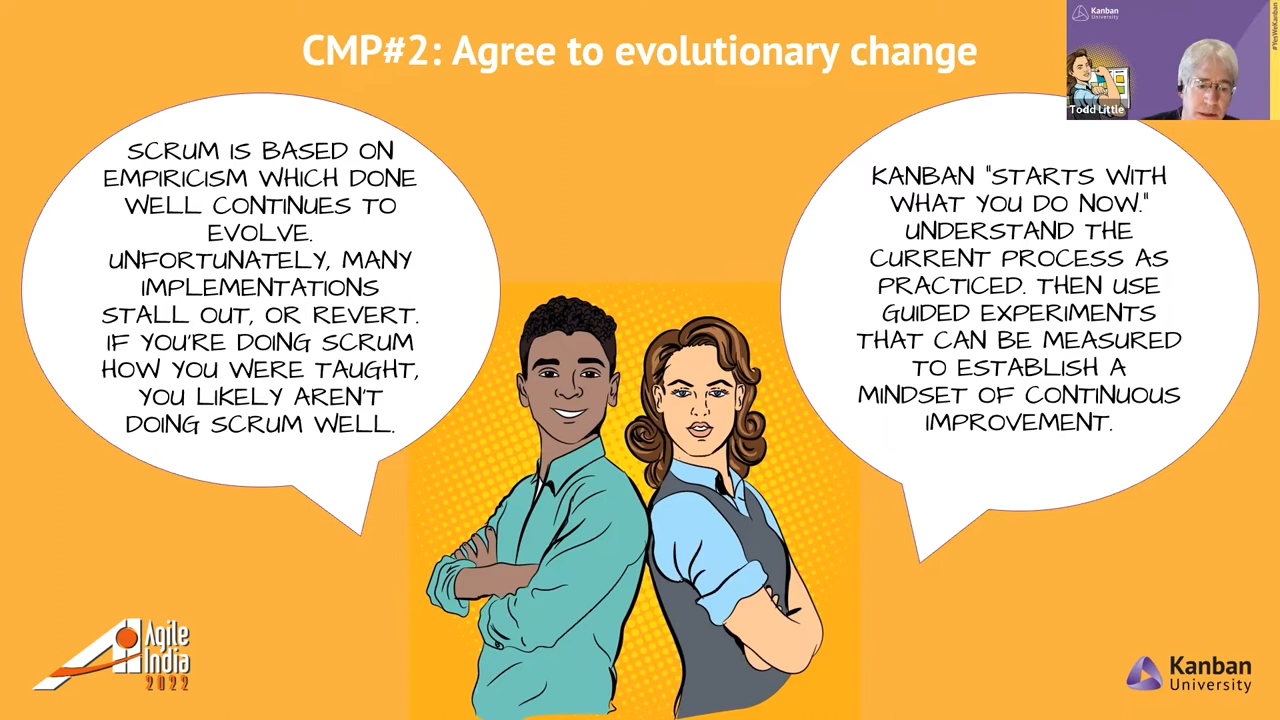 CMP#2: Agree to evolutionary change
Kanban
University
#YesWeKanban
Todd Little
SCRUM IS BASED ON
EMPIRICISM WHICH DONE
WELL CONTINUES TO
EVOLVE.
UNFORTUNATELY, MANY
IMPLEMENTATIONS
STALL OUT, OR REVERT.
IF YOU'RE DOING SCRUM
HOW YOU WERE TAUGHT,
YOU LIKELY AREN'T
DOING SCRUM WELL.
KANBAN "STARTS WITH
WHAT YOU DO NOW."
UNDERSTAND THE
CURRENT PROCESS AS
PRACTICED. THEN USE
GUIDED EXPERIMENTS
THAT CAN BE MEASURED
TO ESTABLISH A
MINDSET OF CONTINUOUS
IMPROVEMENT.
Agile
India
2022
Kanban
University